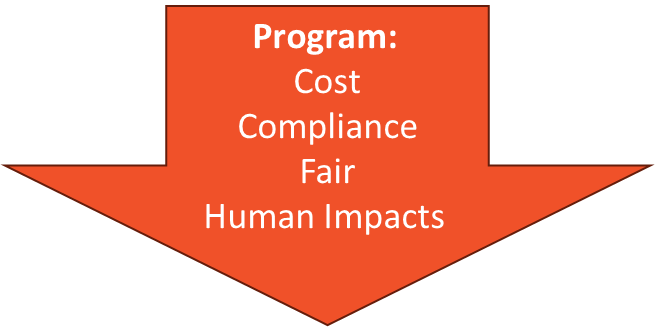 Program:
Cost
Compliance
Fair
Human Impacts